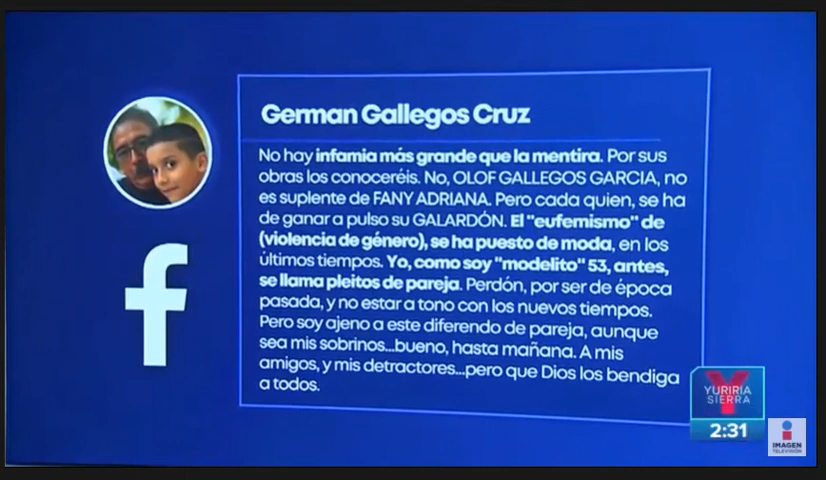 German Gallegos Cruz
No hay infamia más grande que la mentira. Por sus
obras los conoceréis. No, OLOF GALLEGOS GARCIA, no
es suplente de FANY ADRIANA. Pero cada quien, se ha
de ganar a pulso su GALARDÓN. El "eufemismo" de
(violencia de género), se ha puesto de moda, en los
últimos tiempos. Yo, como soy "modelito" 53, antes,
se llama pleitos de pareja. Perdón, por ser de época
pasada, y no estar a tono con los nuevos tiempos.
Pero soy ajeno a este diferendo de pareja, aunque
sea mis sobrinos...bueno, hasta mañana. A mis
amigos, y mis detractores...pero que Dios los bendiga
a todos.
f
Y
YURIRIA
SIERRA
2:31
IMAGEN
TELEVISIÓN